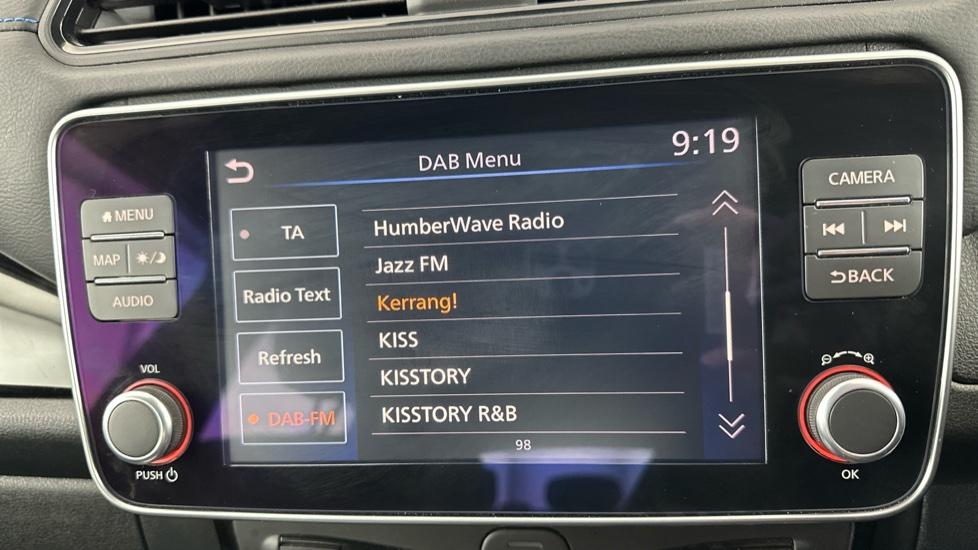 DAB Menu
9:19
TA
Radio Text
Refresh
DAB-FM
HumberWave Radio
Jazz FM
Kerrang!
KISS
KISSTORY
KISSTORY R&B
98
MENU
MAP
AUDIO
VOL
PUSH
CAMERA
BACK
OK